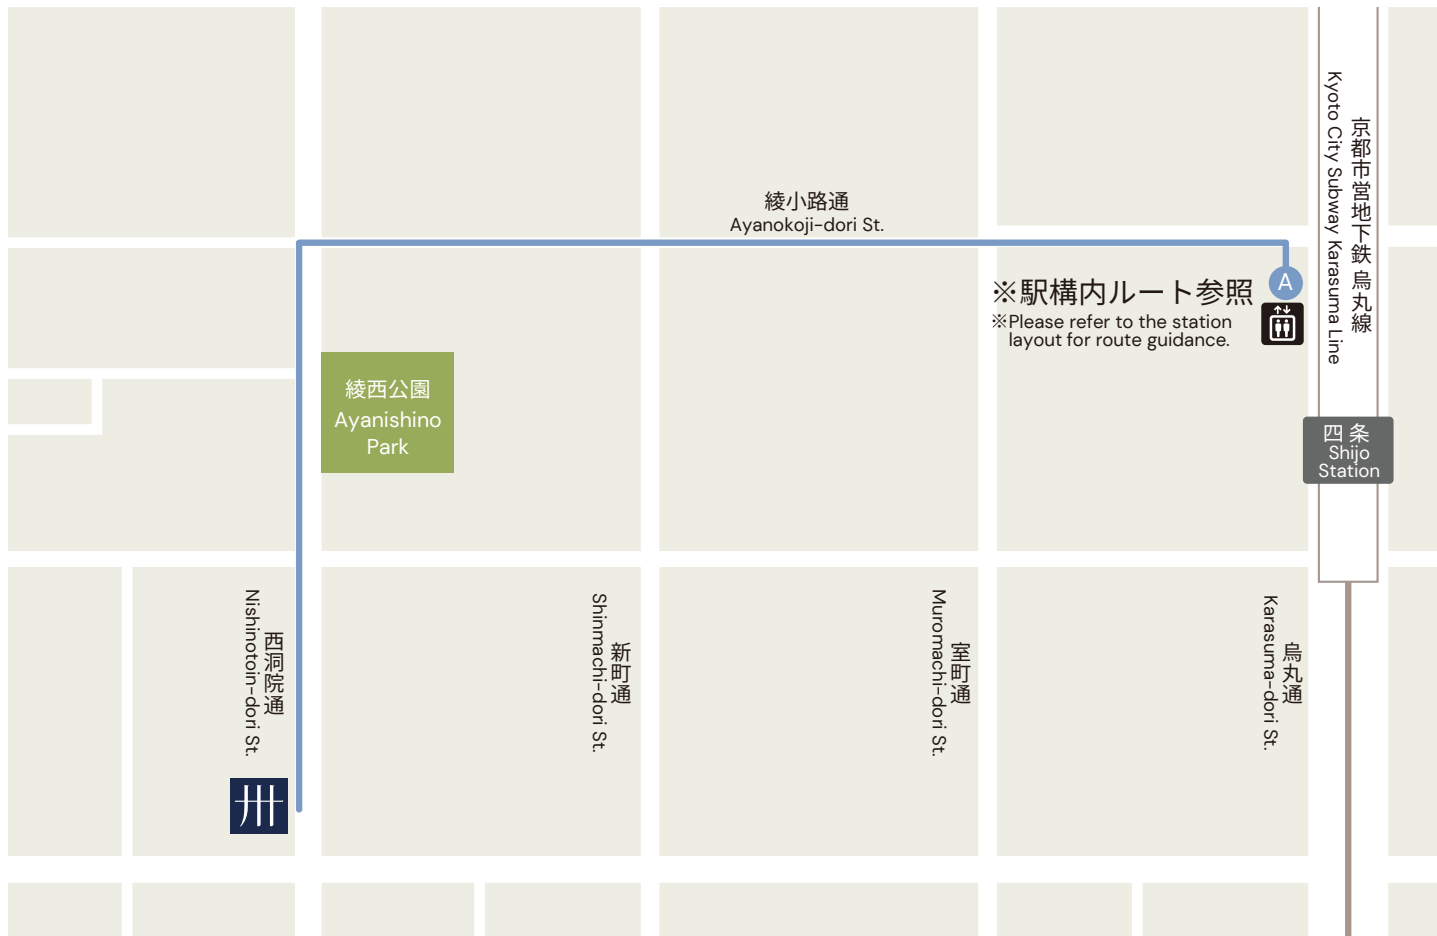 綾小路通
Ayanokoji-dori St.
京都市営地下鉄 烏丸線
Kyoto City Subway Karasuma Line
A
※駅構内ルート参照
※Please refer to the station
layout for route guidance.
綾西公園
Ayanishino
Park
四条
Shijo
Station
西洞院通
Nishinotoin-dori St.
新町通
Shinmachi-dori St.
室町通
Muromachi-dori St.
烏丸通
Karasuma-dori St.
卅